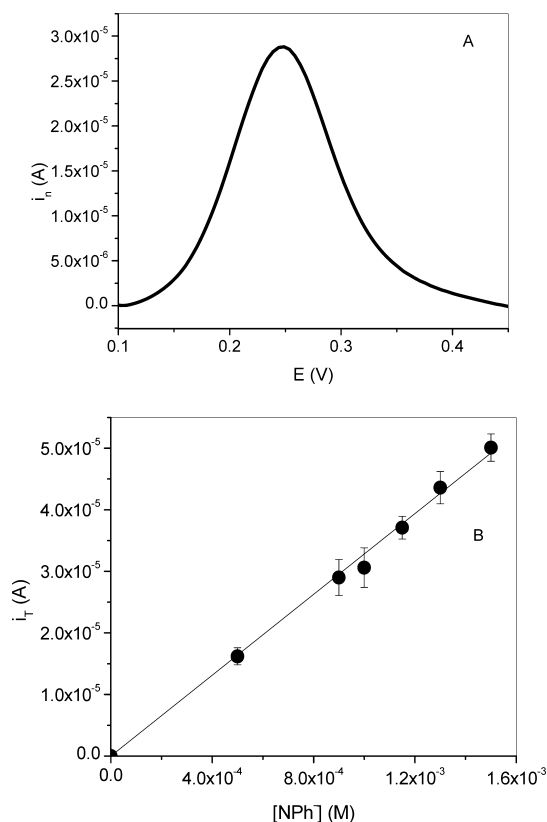 A
3.0x10⁻⁵
2.5x10⁻⁵
2.0x10⁻⁵
1.5x10⁻⁵
1.0x10⁻⁵
5.0x10⁻⁶
0.0
iₙ (A)
0.1 0.2 0.3 0.4
E (V)
5.0x10⁻⁵
4.0x10⁻⁵
3.0x10⁻⁵
2.0x10⁻⁵
1.0x10⁻⁵
0.0
i_T (A)
B
0.0 4.0x10⁻⁴ 8.0x10⁻⁴ 1.2x10⁻³ 1.6x10⁻³
[NPh⁻] (M)